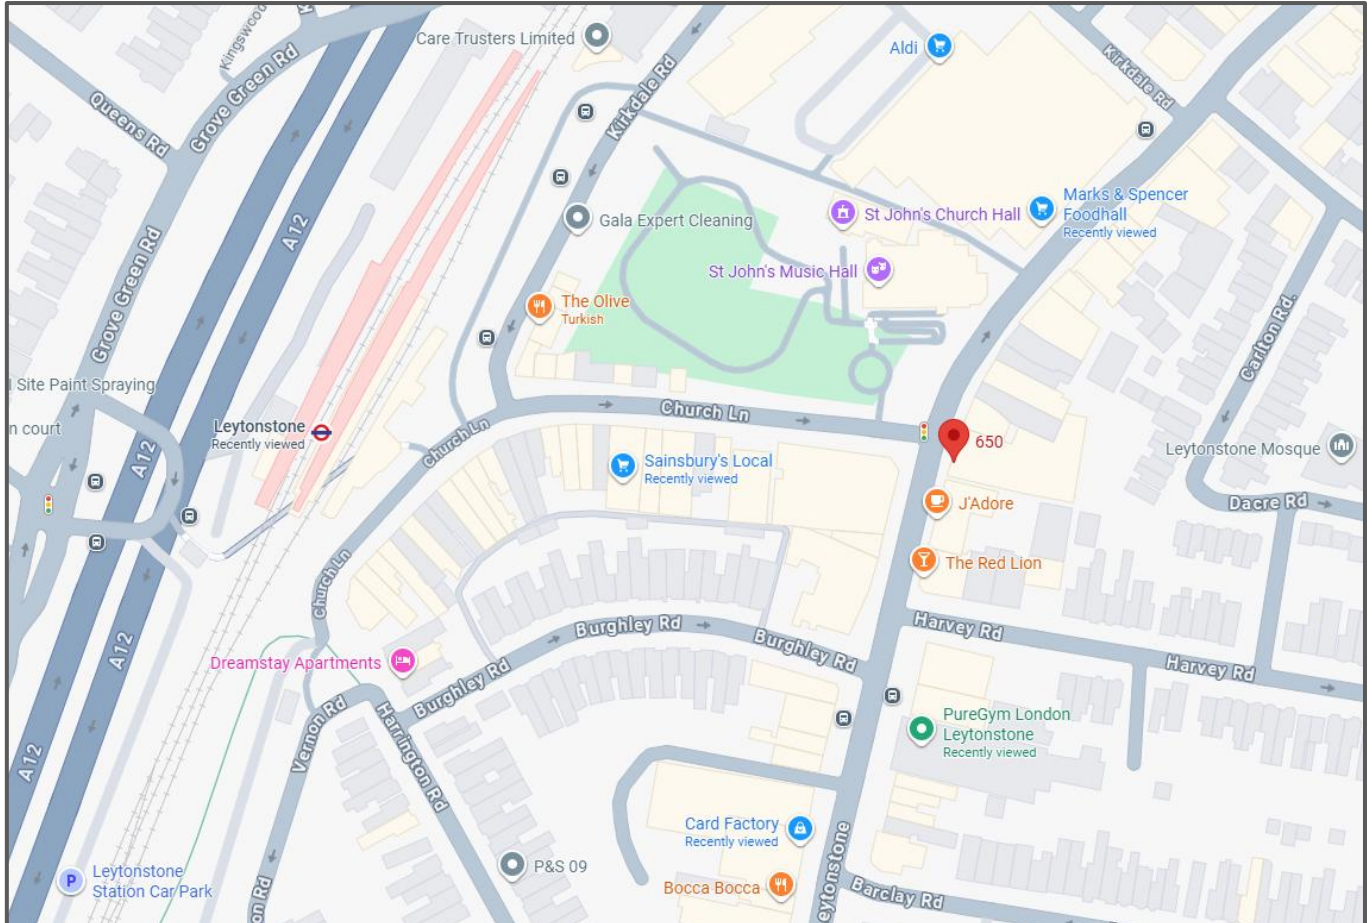 Care Trusters Limited
Aldi
Kingswood
Grove Green Rd
Queens Rd
Kirkdale Rd
Kirkdale Rd
A12
Marks & Spencer
Foodhall
Recently viewed
St John's Church Hall
Gala Expert Cleaning
St John's Music Hall
The Olive
Turkish
Grove Green Rd
Carlton Rd.
l Site Paint Spraying
n court
Leytonstone
Recently viewed
Church Ln
Church Ln
650
Leytonstone Mosque
A12
Sainsbury's Local
Recently viewed
J'Adore
Dacre Rd
The Red Lion
Church Ln
Burghley Rd
Burghley Rd
Harvey Rd
Harvey Rd
A12
Dreamstay Apartments
Burghley Rd
Vernon Rd
Harrington Rd
PureGym London
Leytonstone
Recently viewed
A12
Card Factory
Recently viewed
P&S 09
P
Leytonstone
Station Car Park
Bocca Bocca
eytonstone
Barclay Rd
on Rd